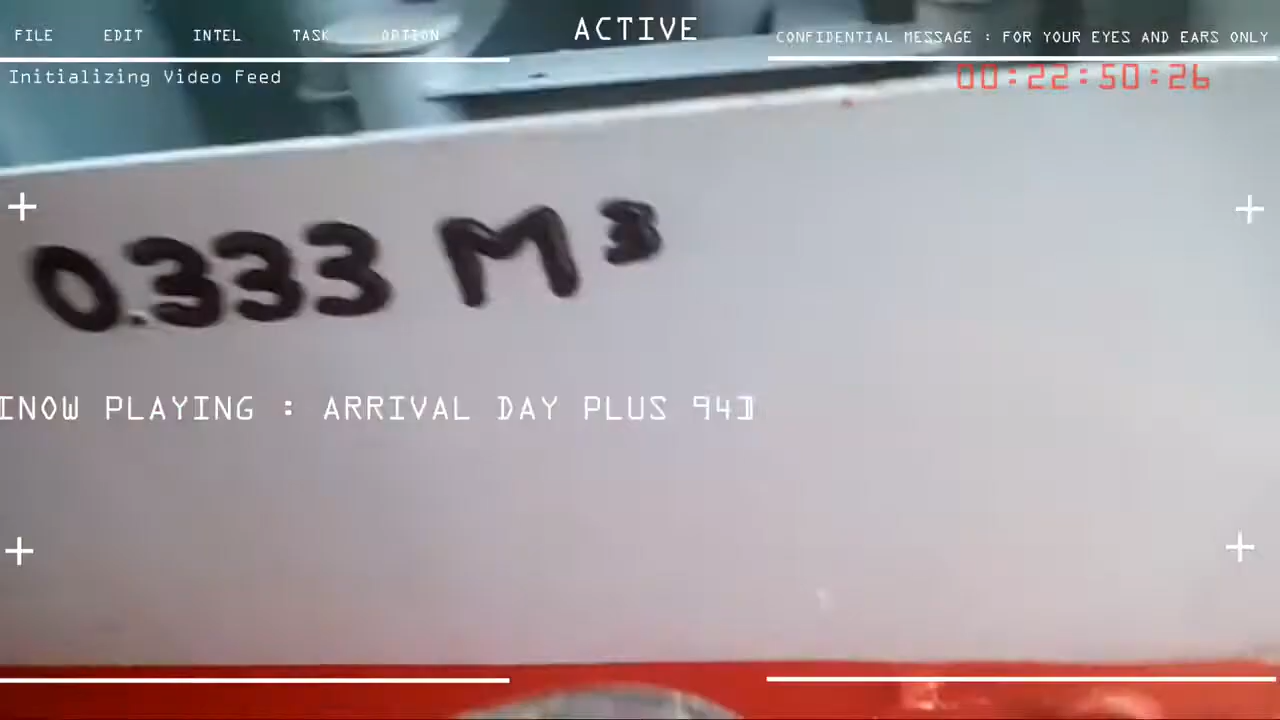 FILE EDIT INTEL TASK OPTION
ACTIVE
CONFIDENTIAL MESSAGE : FOR YOUR EYES AND EARS ONLY
Initializing Video Feed
00:22:50:26
0.333 M³
[NOW PLAYING : ARRIVAL DAY PLUS 94]